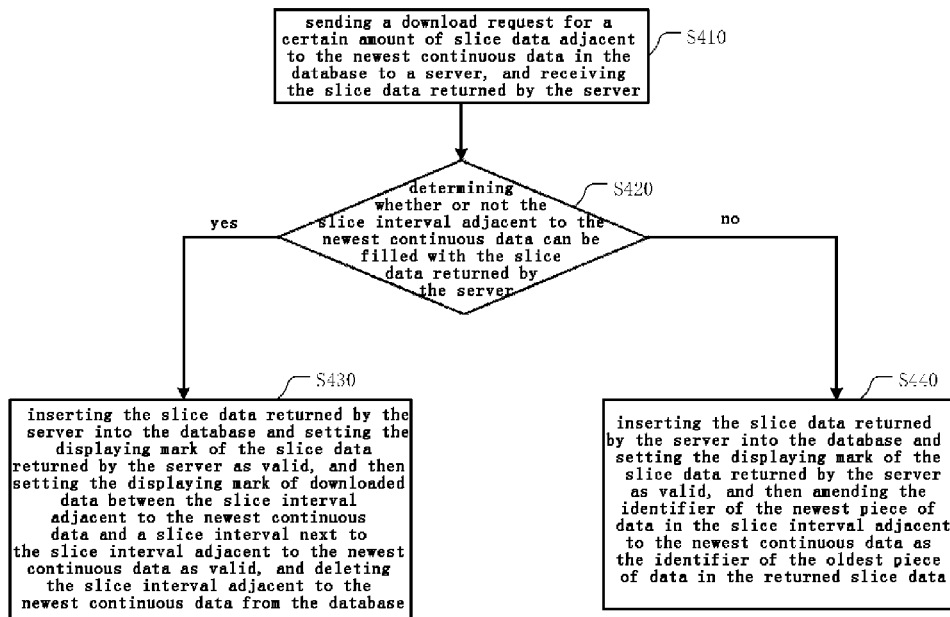 sending a download request for a
certain amount of slice data adjacent
to the newest continuous data in the
database to a server, and receiving
the slice data returned by the server
S410
determining
whether or not the
slice interval adjacent to the
newest continuous data can be
filled with the slice
data returned by
the server
S420
yes
no
S430
inserting the slice data returned by the
server into the database and setting the
displaying mark of the slice data
returned by the server as valid, and then
setting the displaying mark of downloaded
data between the slice interval
adjacent to the newest continuous
data and a slice interval next to
the slice interval adjacent to the newest
continuous data as valid, and deleting
the slice interval adjacent to the
newest continuous data from the database
S440
inserting the slice data returned
by the server into the database and
setting the displaying mark of the
slice data returned by the server
as valid, and then amending the
identifier of the newest piece of
data in the slice interval adjacent
to the newest continuous data as
the identifier of the oldest piece
of data in the returned slice data